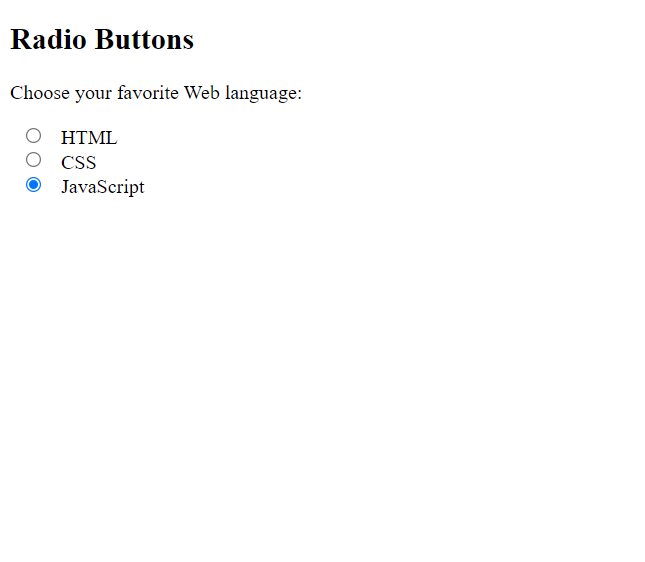 Radio Buttons
Choose your favorite Web language:
HTML
CSS
JavaScript